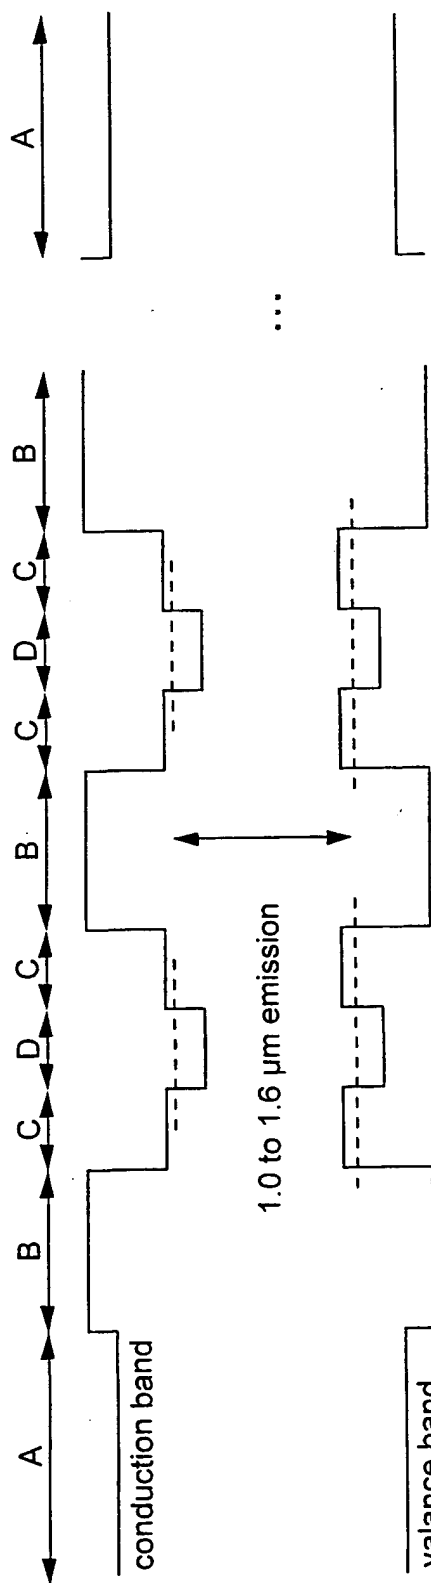 A B C D C B C D C B A
conduction band
1.0 to 1.6 µm emission
...
valance band